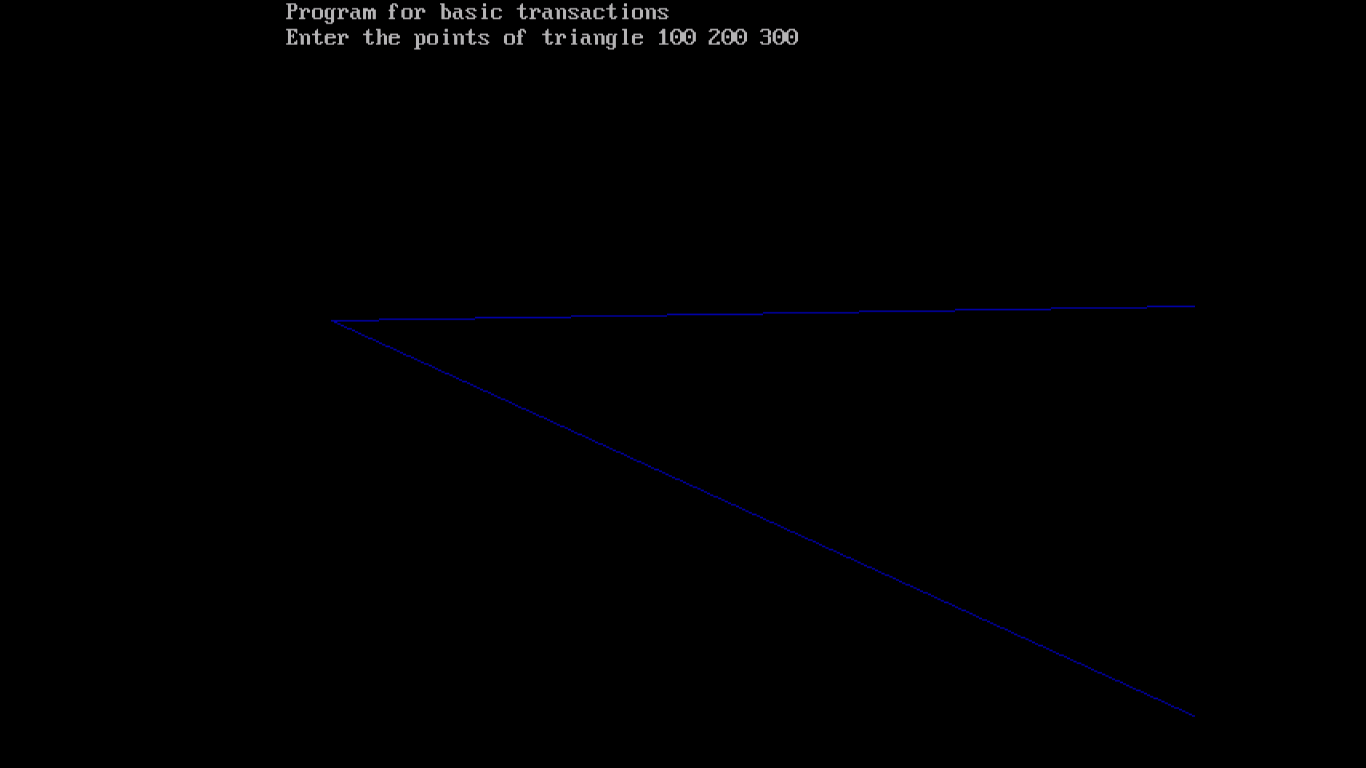 Program for basic transactions
Enter the points of triangle 100 200 300